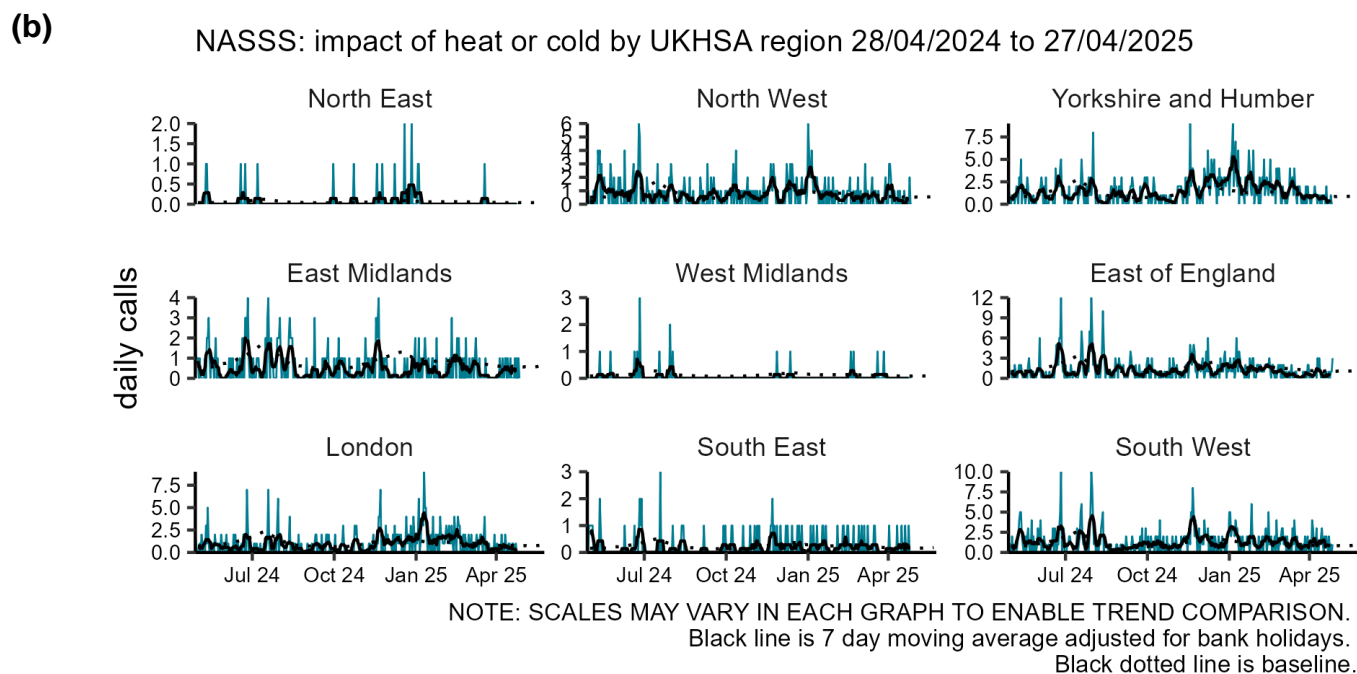 (b)
NASSS: impact of heat or cold by UKHSA region 28/04/2024 to 27/04/2025
daily calls
North East
2.0
1.5
1.0
0.5
0.0
North West
6
5
4
3
2
1
0
Yorkshire and Humber
7.5
5.0
2.5
0.0
East Midlands
4
3
2
1
0
West Midlands
3
2
1
0
East of England
12
9
6
3
0
London
7.5
5.0
2.5
0.0
Jul 24 Oct 24 Jan 25 Apr 25
South East
3
2
1
0
Jul 24 Oct 24 Jan 25 Apr 25
South West
10.0
7.5
5.0
2.5
0.0
Jul 24 Oct 24 Jan 25 Apr 25
NOTE: SCALES MAY VARY IN EACH GRAPH TO ENABLE TREND COMPARISON.
Black line is 7 day moving average adjusted for bank holidays.
Black dotted line is baseline.